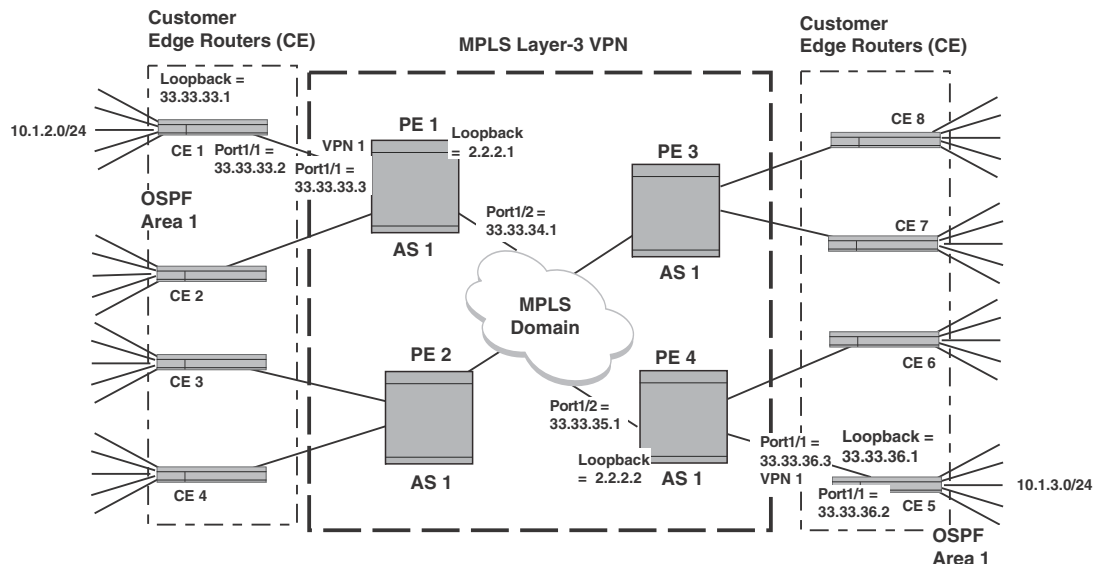 Customer
Edge Routers (CE)
MPLS Layer-3 VPN
Customer
Edge Routers (CE)
Loopback =
33.33.33.1
10.1.2.0/24
CE 1
Port1/1 =
33.33.33.2
VPN 1
Port1/1 =
33.33.33.3
PE 1
Loopback
= 2.2.2.1
AS 1
Port1/2 =
33.33.34.1
PE 3
AS 1
CE 8
CE 7
OSPF
Area 1
CE 2
MPLS
Domain
CE 3
PE 2
AS 1
CE 4
PE 4
Port1/2 =
33.33.35.1
Loopback
= 2.2.2.2
AS 1
CE 6
Port1/1 =
33.33.36.3
VPN 1
Loopback =
33.33.36.1
Port1/1 =
33.33.36.2
CE 5
10.1.3.0/24
OSPF
Area 1